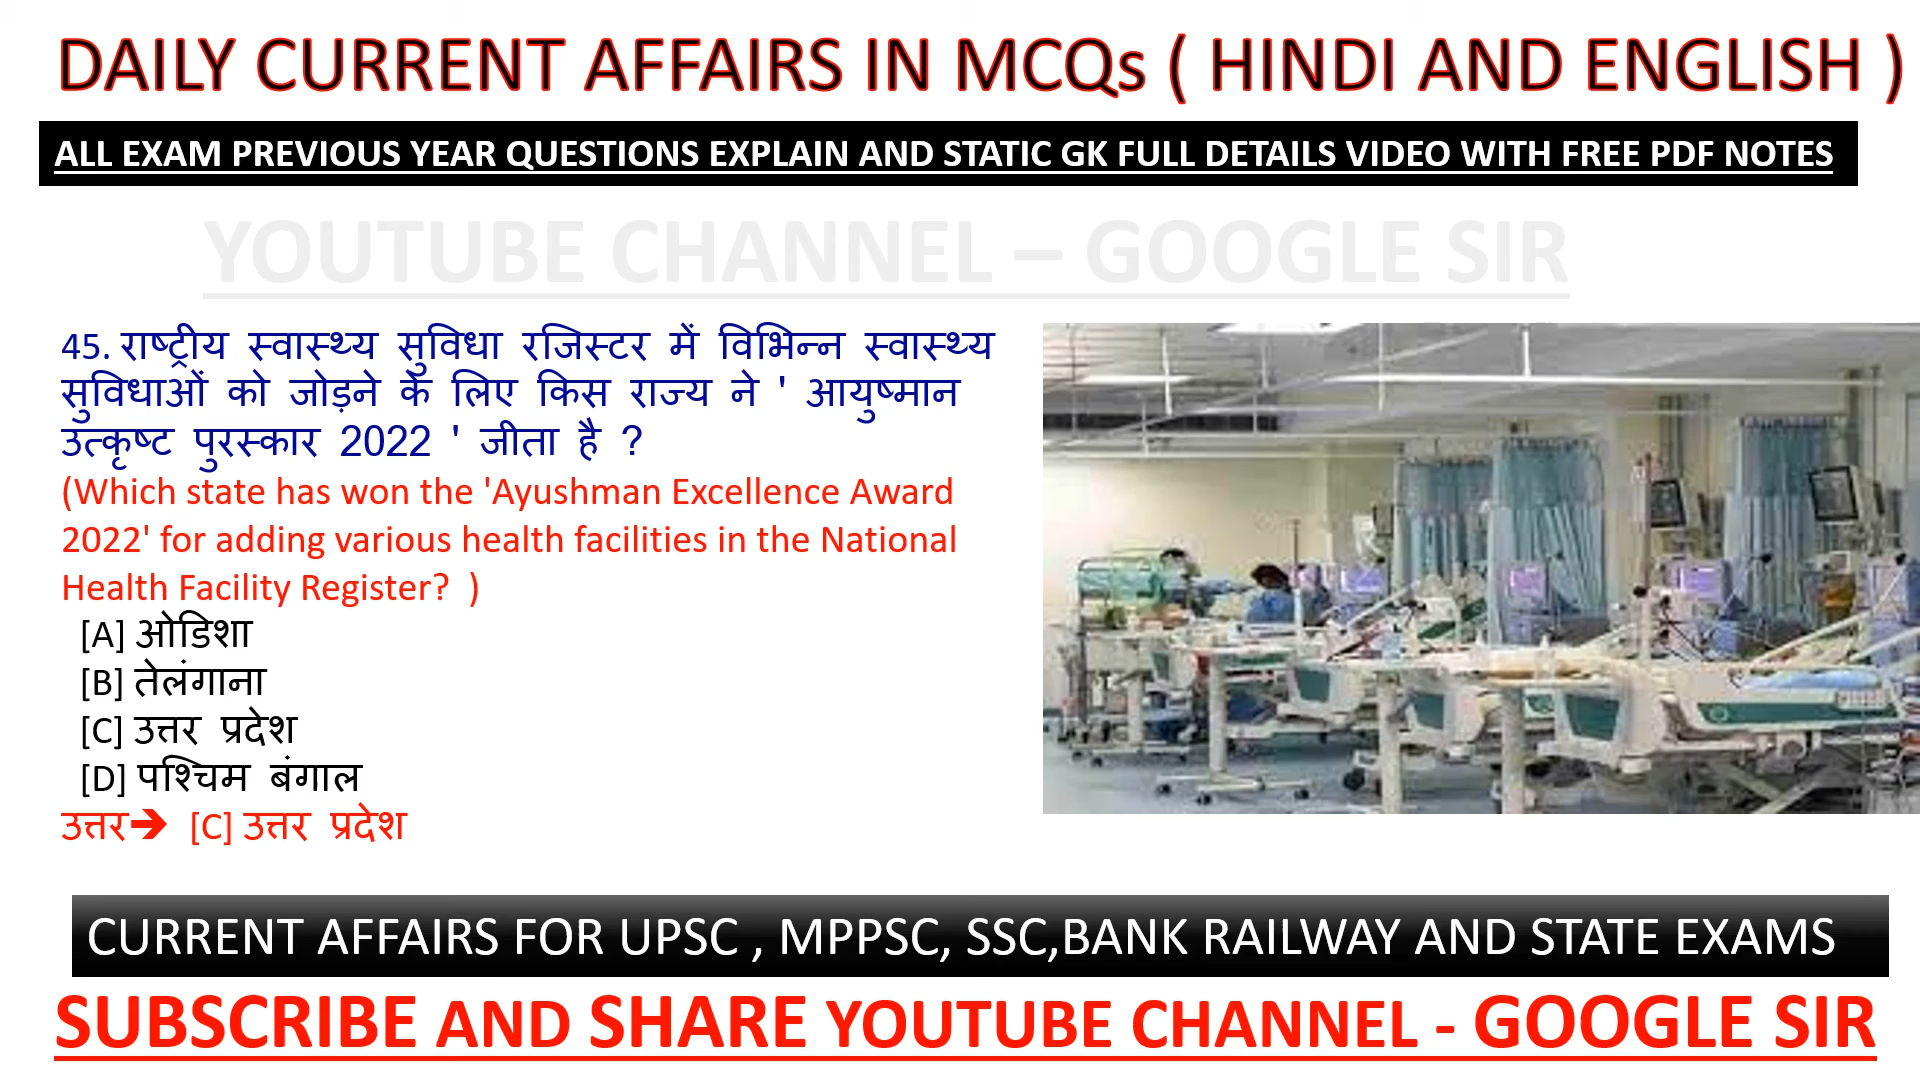 DAILY CURRENT AFFAIRS IN MCQs ( HINDI AND ENGLISH )
ALL EXAM PREVIOUS YEAR QUESTIONS EXPLAIN AND STATIC GK FULL DETAILS VIDEO WITH FREE PDF NOTES
YOUTUBE CHANNEL – GOOGLE SIR
45. राष्ट्रीय स्वास्थ्य सुविधा रजिस्टर में विभिन्न स्वास्थ्य
सुविधाओं को जोड़ने के लिए किस राज्य ने ' आयुष्मान
उत्कृष्ट पुरस्कार 2022 ' जीता है ?
(Which state has won the 'Ayushman Excellence Award
2022' for adding various health facilities in the National
Health Facility Register? )
[A] ओडिशा
[B] तेलंगाना
[C] उत्तर प्रदेश
[D] पश्चिम बंगाल
उत्तर➔ [C] उत्तर प्रदेश
CURRENT AFFAIRS FOR UPSC , MPPSC, SSC,BANK RAILWAY AND STATE EXAMS
SUBSCRIBE AND SHARE YOUTUBE CHANNEL - GOOGLE SIR